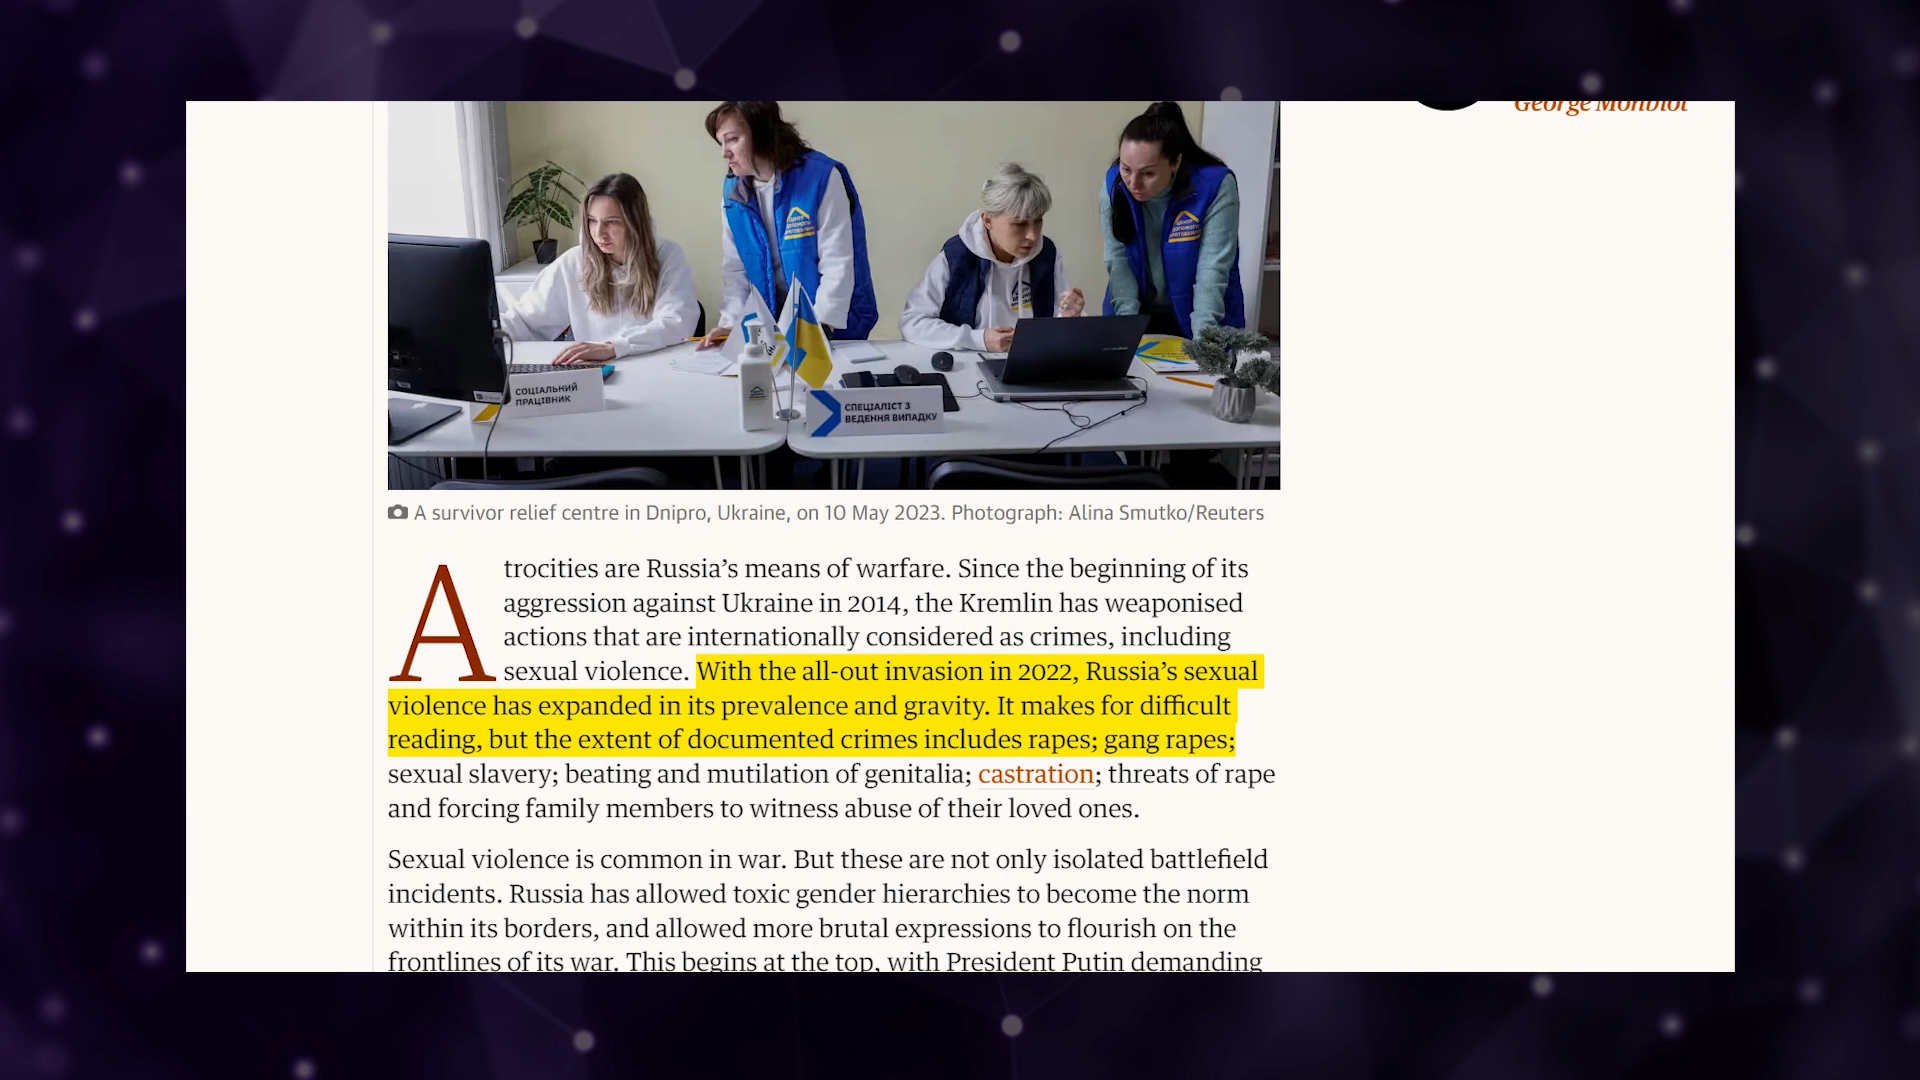 George Monbiot
ЦЕНТР
ДОПОМОГИ
ВРЯТОВАНИМ
ЦЕНТР
ДОПОМОГИ
ВРЯТОВАНИМ
СОЦІАЛЬНИЙ
ПРАЦІВНИК
СПЕЦІАЛІСТ З
ВЕДЕННЯ ВИПАДКУ
A survivor relief centre in Dnipro, Ukraine, on 10 May 2023. Photograph: Alina Smutko/Reuters
Atrocities are Russia’s means of warfare. Since the beginning of its
aggression against Ukraine in 2014, the Kremlin has weaponised
actions that are internationally considered as crimes, including
sexual violence. With the all-out invasion in 2022, Russia’s sexual
violence has expanded in its prevalence and gravity. It makes for difficult
reading, but the extent of documented crimes includes rapes; gang rapes;
sexual slavery; beating and mutilation of genitalia; castration; threats of rape
and forcing family members to witness abuse of their loved ones.
Sexual violence is common in war. But these are not only isolated battlefield
incidents. Russia has allowed toxic gender hierarchies to become the norm
within its borders, and allowed more brutal expressions to flourish on the
frontlines of its war. This begins at the top, with President Putin demanding